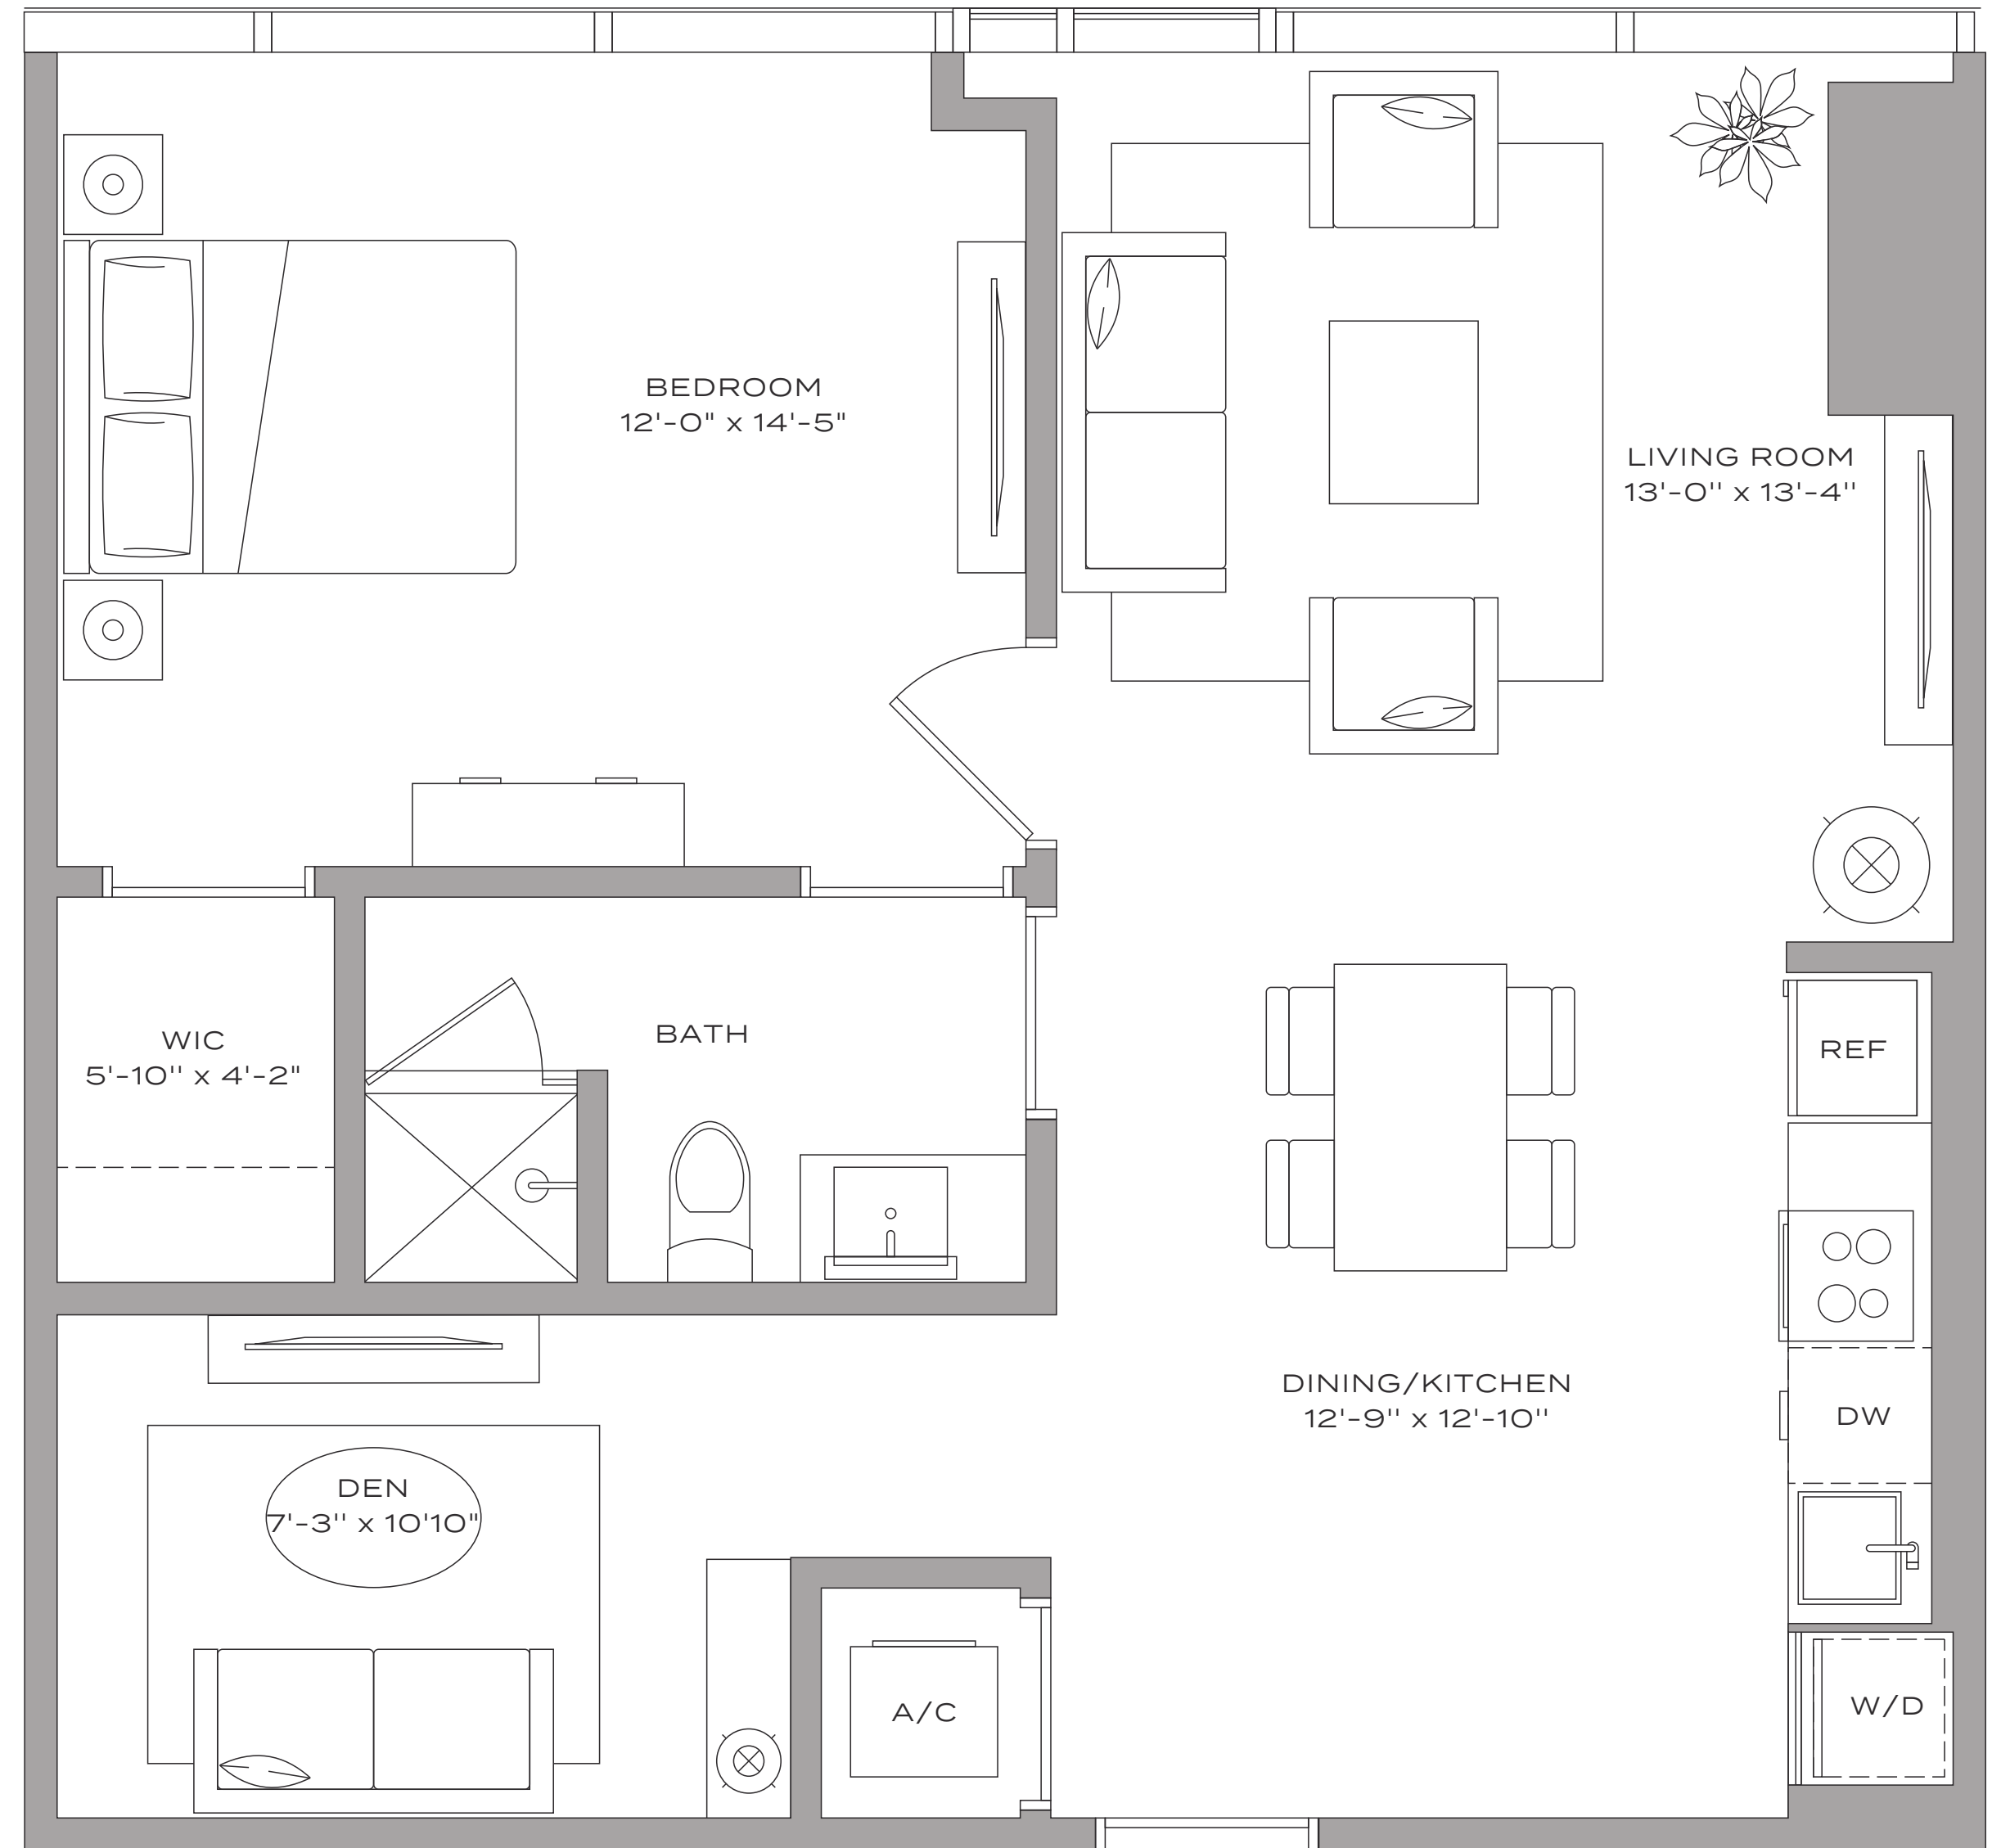 BEDROOM
12'-0" x 14'-5"
LIVING ROOM
13'-0'' x 13'-4''
WIC
5'-10'' x 4'-2"
BATH
REF
DINING/KITCHEN
12'-9'' x 12'-10''
DW
DEN
7'-3'' x 10'10"
A/C
W/D